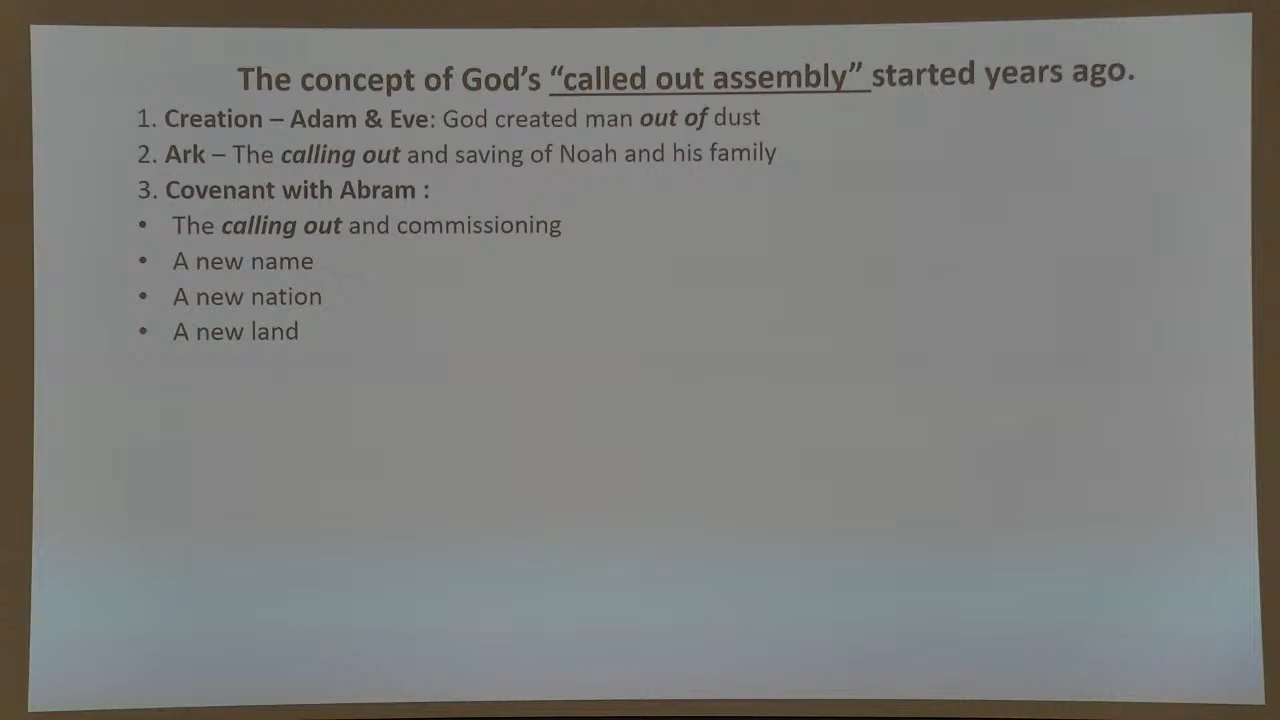 The concept of God’s “called out assembly” started years ago.
1. Creation – Adam & Eve: God created man out of dust
2. Ark – The calling out and saving of Noah and his family
3. Covenant with Abram :
• The calling out and commissioning
• A new name
• A new nation
• A new land